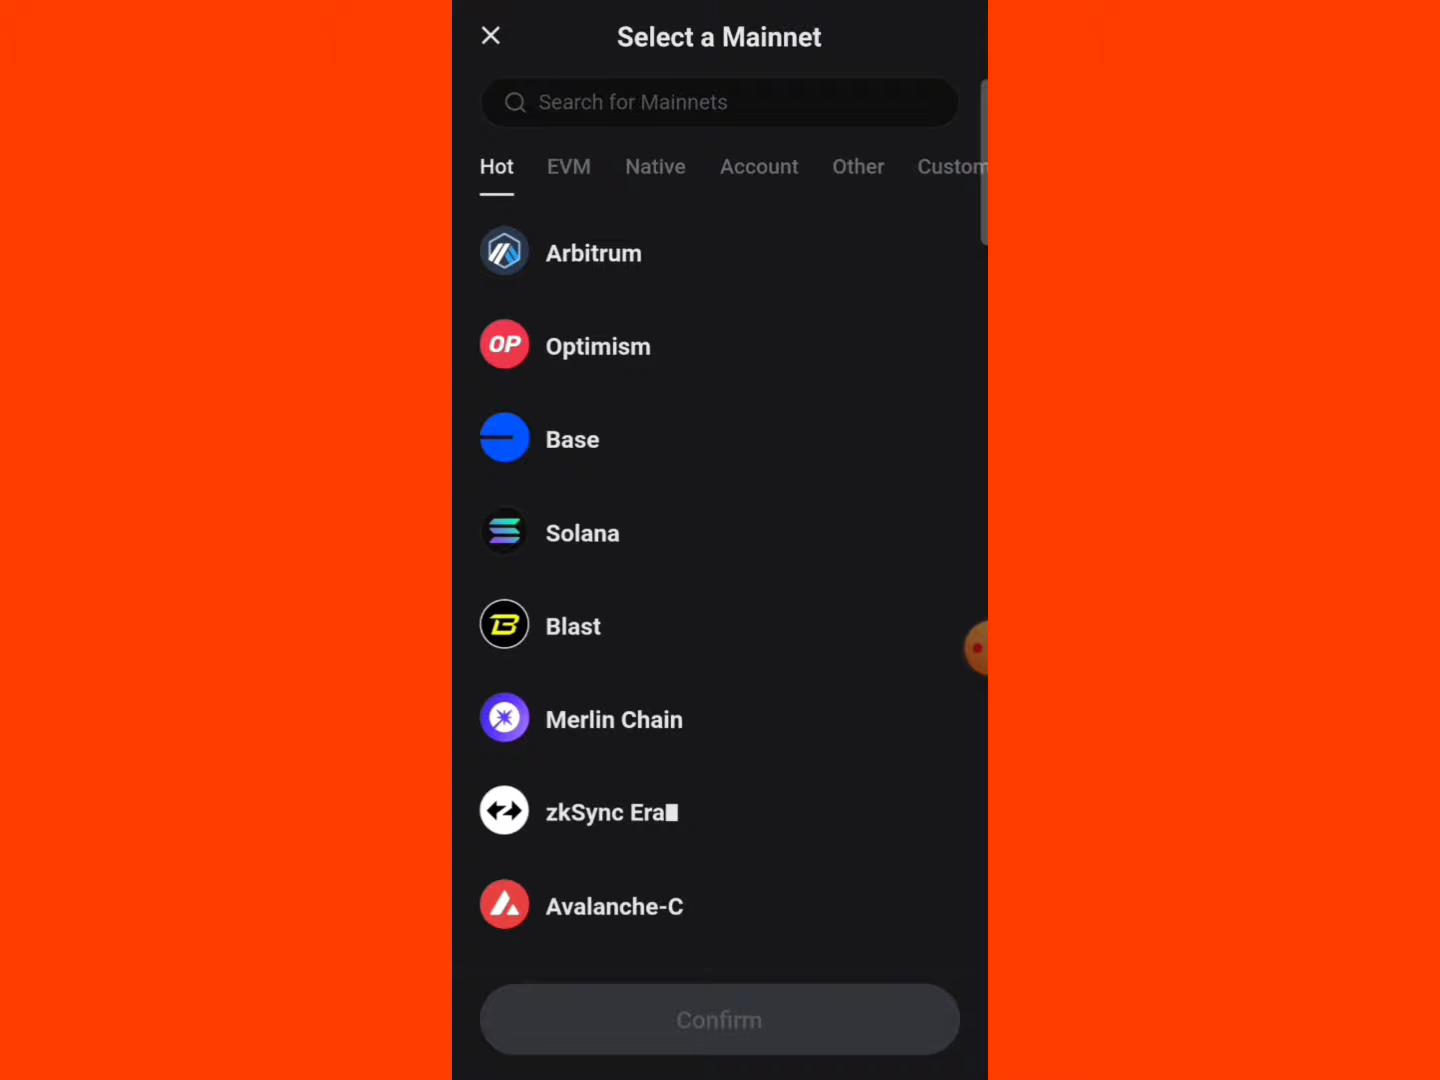 Select a Mainnet
Search for Mainnets
Hot EVM Native Account Other Custom
Arbitrum
OP Optimism
Base
Solana
B Blast
Merlin Chain
zkSync Era
Avalanche-C
Confirm